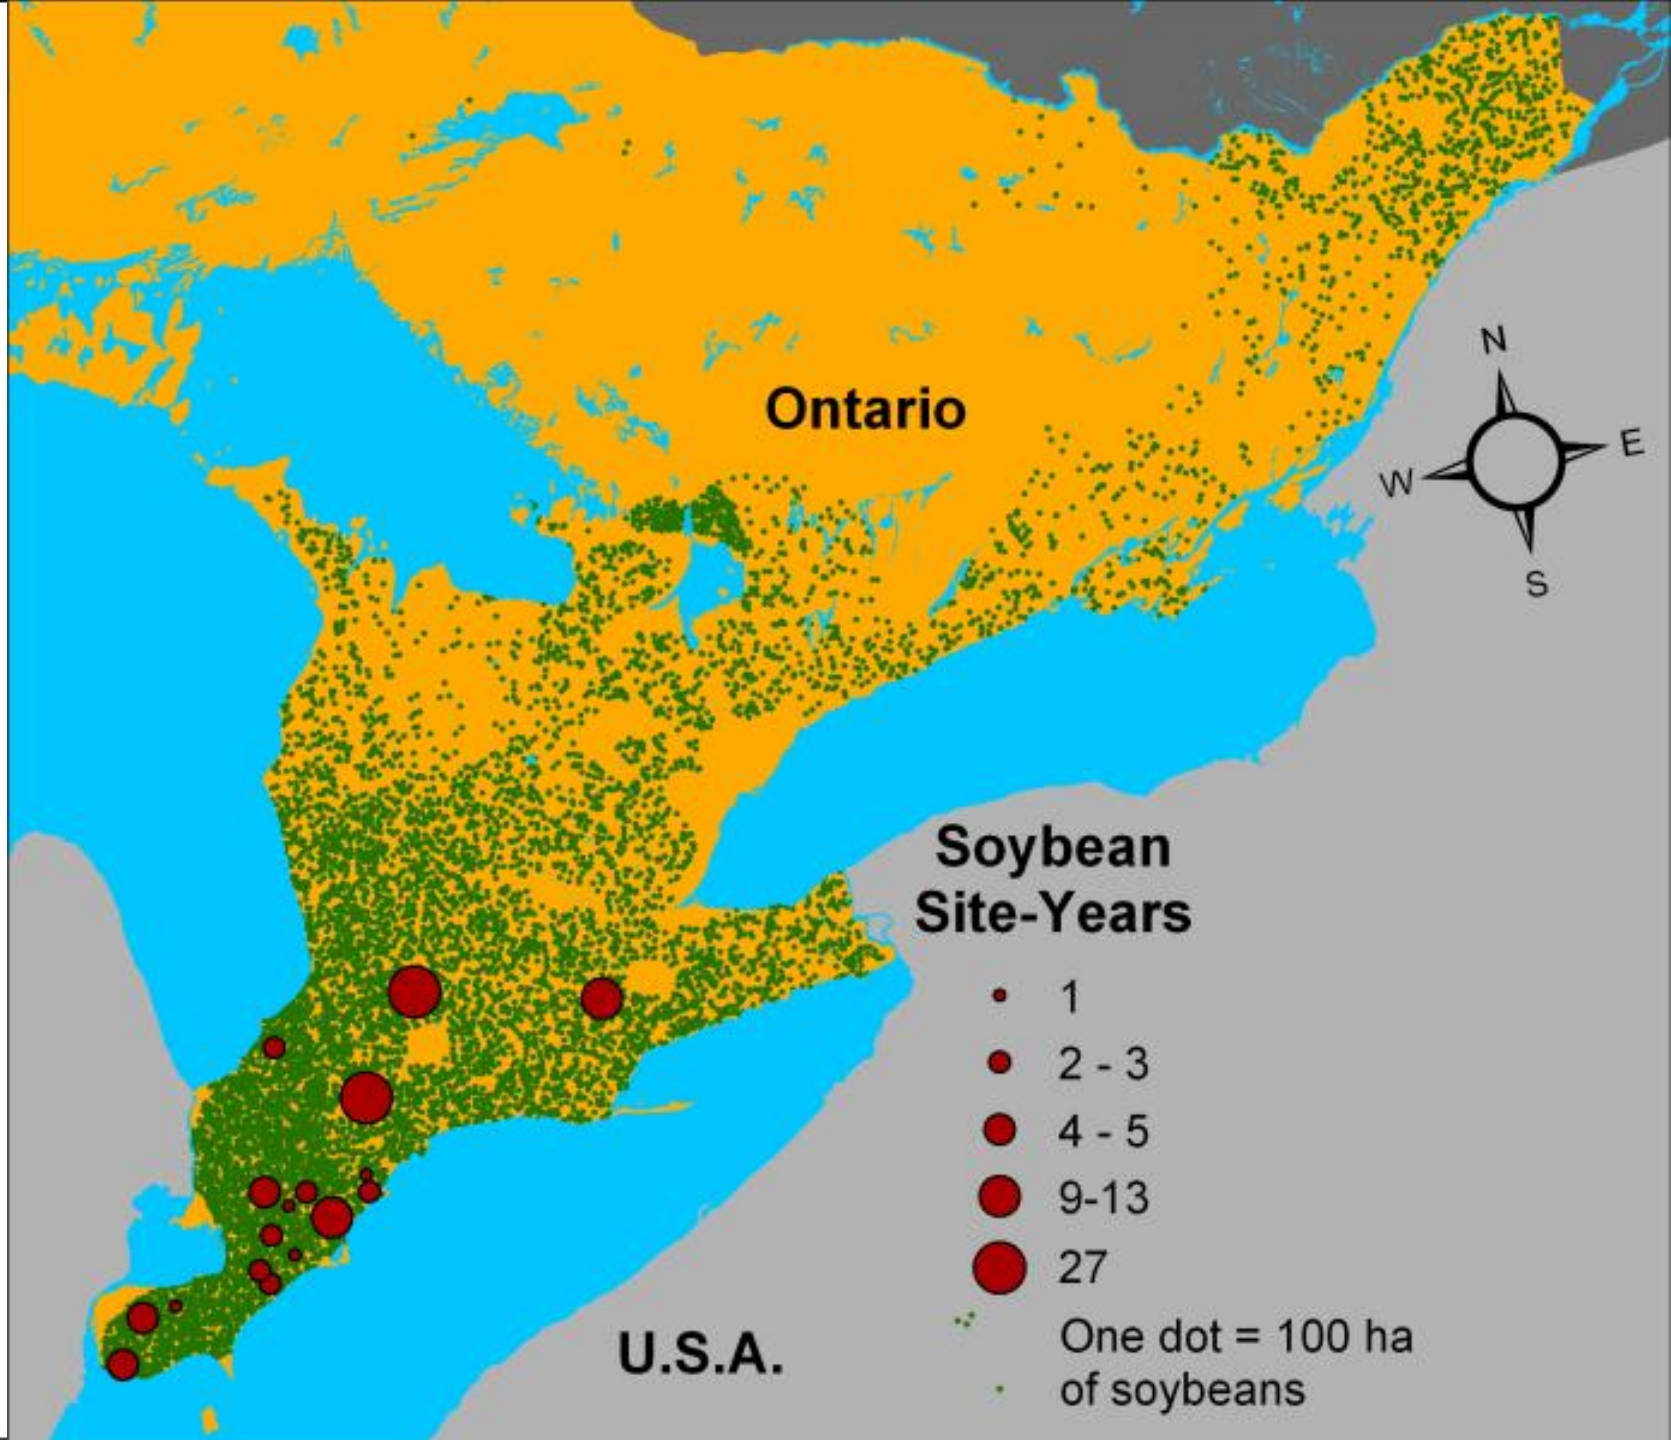 Ontario
N
W
E
S
Soybean
Site-Years
1
2 - 3
4 - 5
9-13
27
One dot = 100 ha
of soybeans
U.S.A.